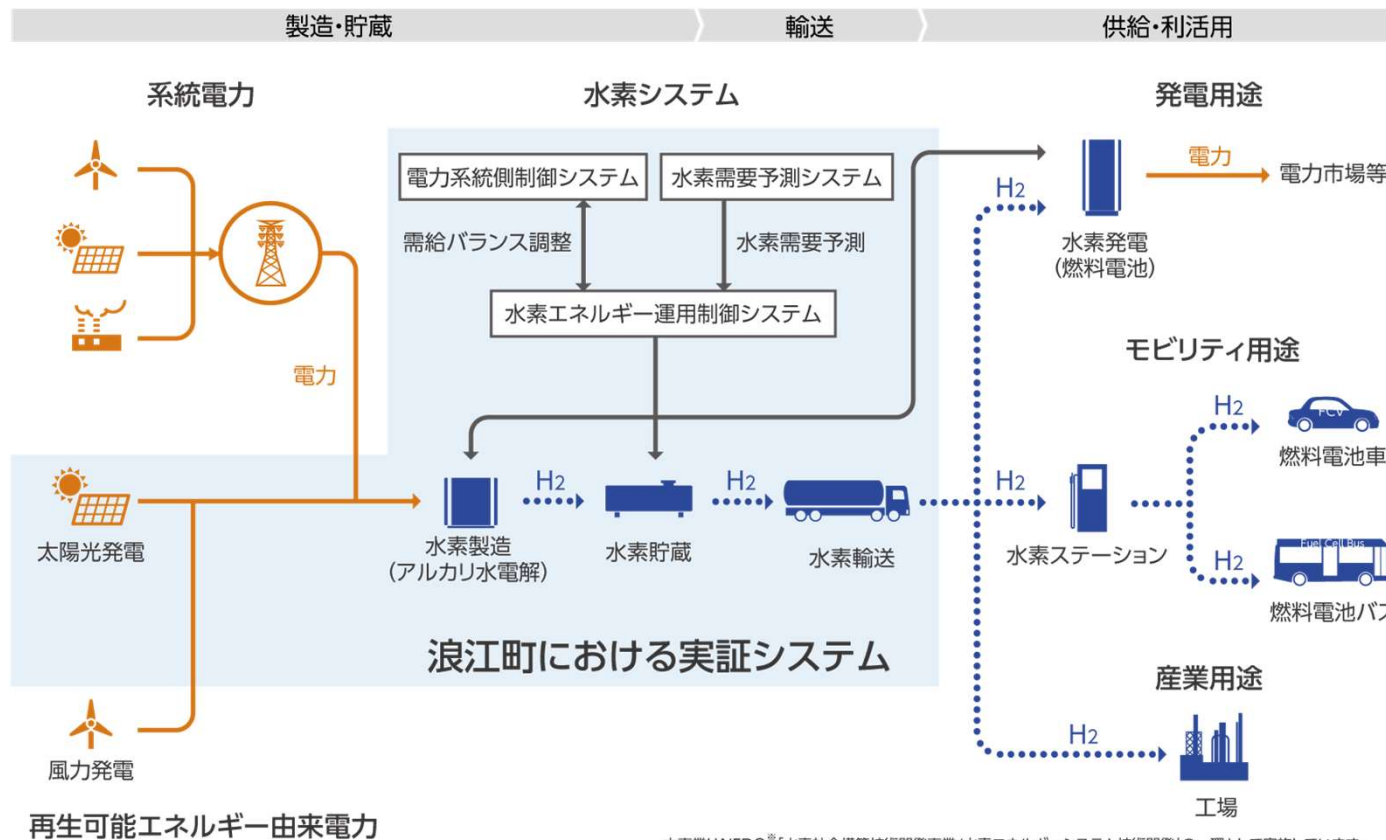 製造・貯蔵
輸送
供給・利活用
系統電力
水素システム
発電用途
電力系統側制御システム
水素需要予測システム
需給バランス調整
水素需要予測
水素エネルギー運用制御システム
電力
H2
電力
電力市場等
水素発電
(燃料電池)
モビリティ用途
H2
FCV
燃料電池車
太陽光発電
H2
H2
H2
水素製造
(アルカリ水電解)
水素貯蔵
水素輸送
水素ステーション
H2
Fuel Cell Bus
燃料電池バス
浪江町における実証システム
産業用途
H2
工場
風力発電
再生可能エネルギー由来電力